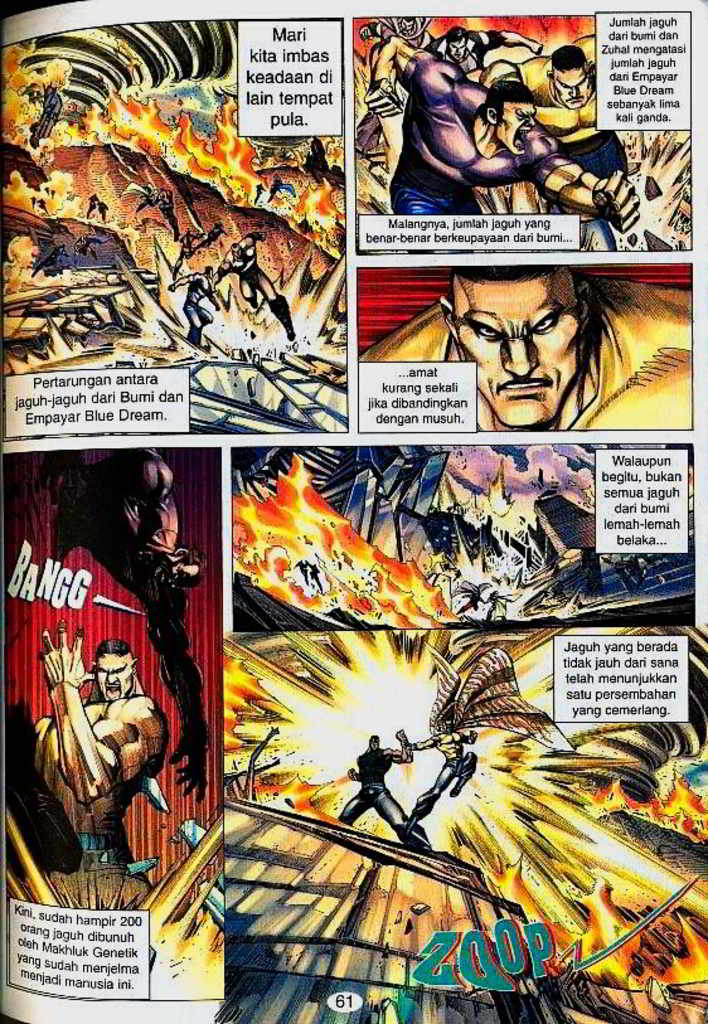 Mari
kita imbas
keadaan di
lain tempat
pula.
Jumlah jaguh
dari bumi dan
Zuhal mengatasi
jumlah jaguh
dari Empayar
Blue Dream
sebanyak lima
kali ganda.
Malangnya, jumlah jaguh yang
benar-benar berkeupayaan dari bumi...
Pertarungan antara
jaguh-jaguh dari Bumi dan
Empayar Blue Dream.
...amat
kurang sekali
jika dibandingkan
dengan musuh.
BANGG
Kini, sudah hampir 200
orang jaguh dibunuh
oleh Makhluk Genetik
yang sudah menjelma
menjadi manusia ini.
Walaupun
begitu, bukan
semua jaguh
dari bumi
lemah-lemah
belaka...
Jaguh yang berada
tidak jauh dari sana
telah menunjukkan
satu persembahan
yang cemerlang.
ZOOP
61